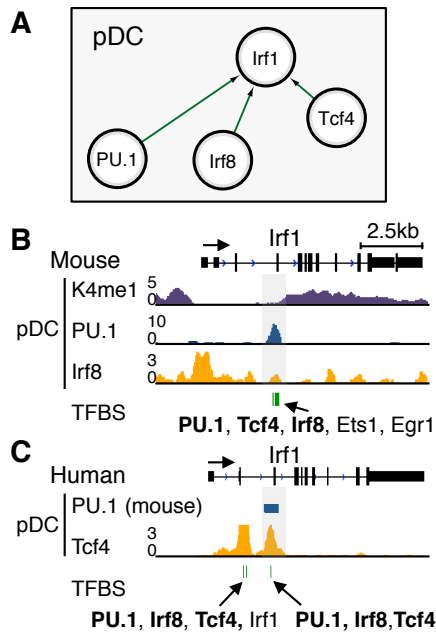 A
pDC
Irf1
Tcf4
PU.1
Irf8
B
Irf1
2.5kb
Mouse
pDC
K4me1
5
0
PU.1
10
0
Irf8
3
0
TFBS
PU.1, Tcf4, Irf8, Ets1, Egr1
C
Irf1
Human
pDC
PU.1 (mouse)
Tcf4
3
0
TFBS
PU.1, Irf8, Tcf4, Irf1
PU.1, Irf8,Tcf4